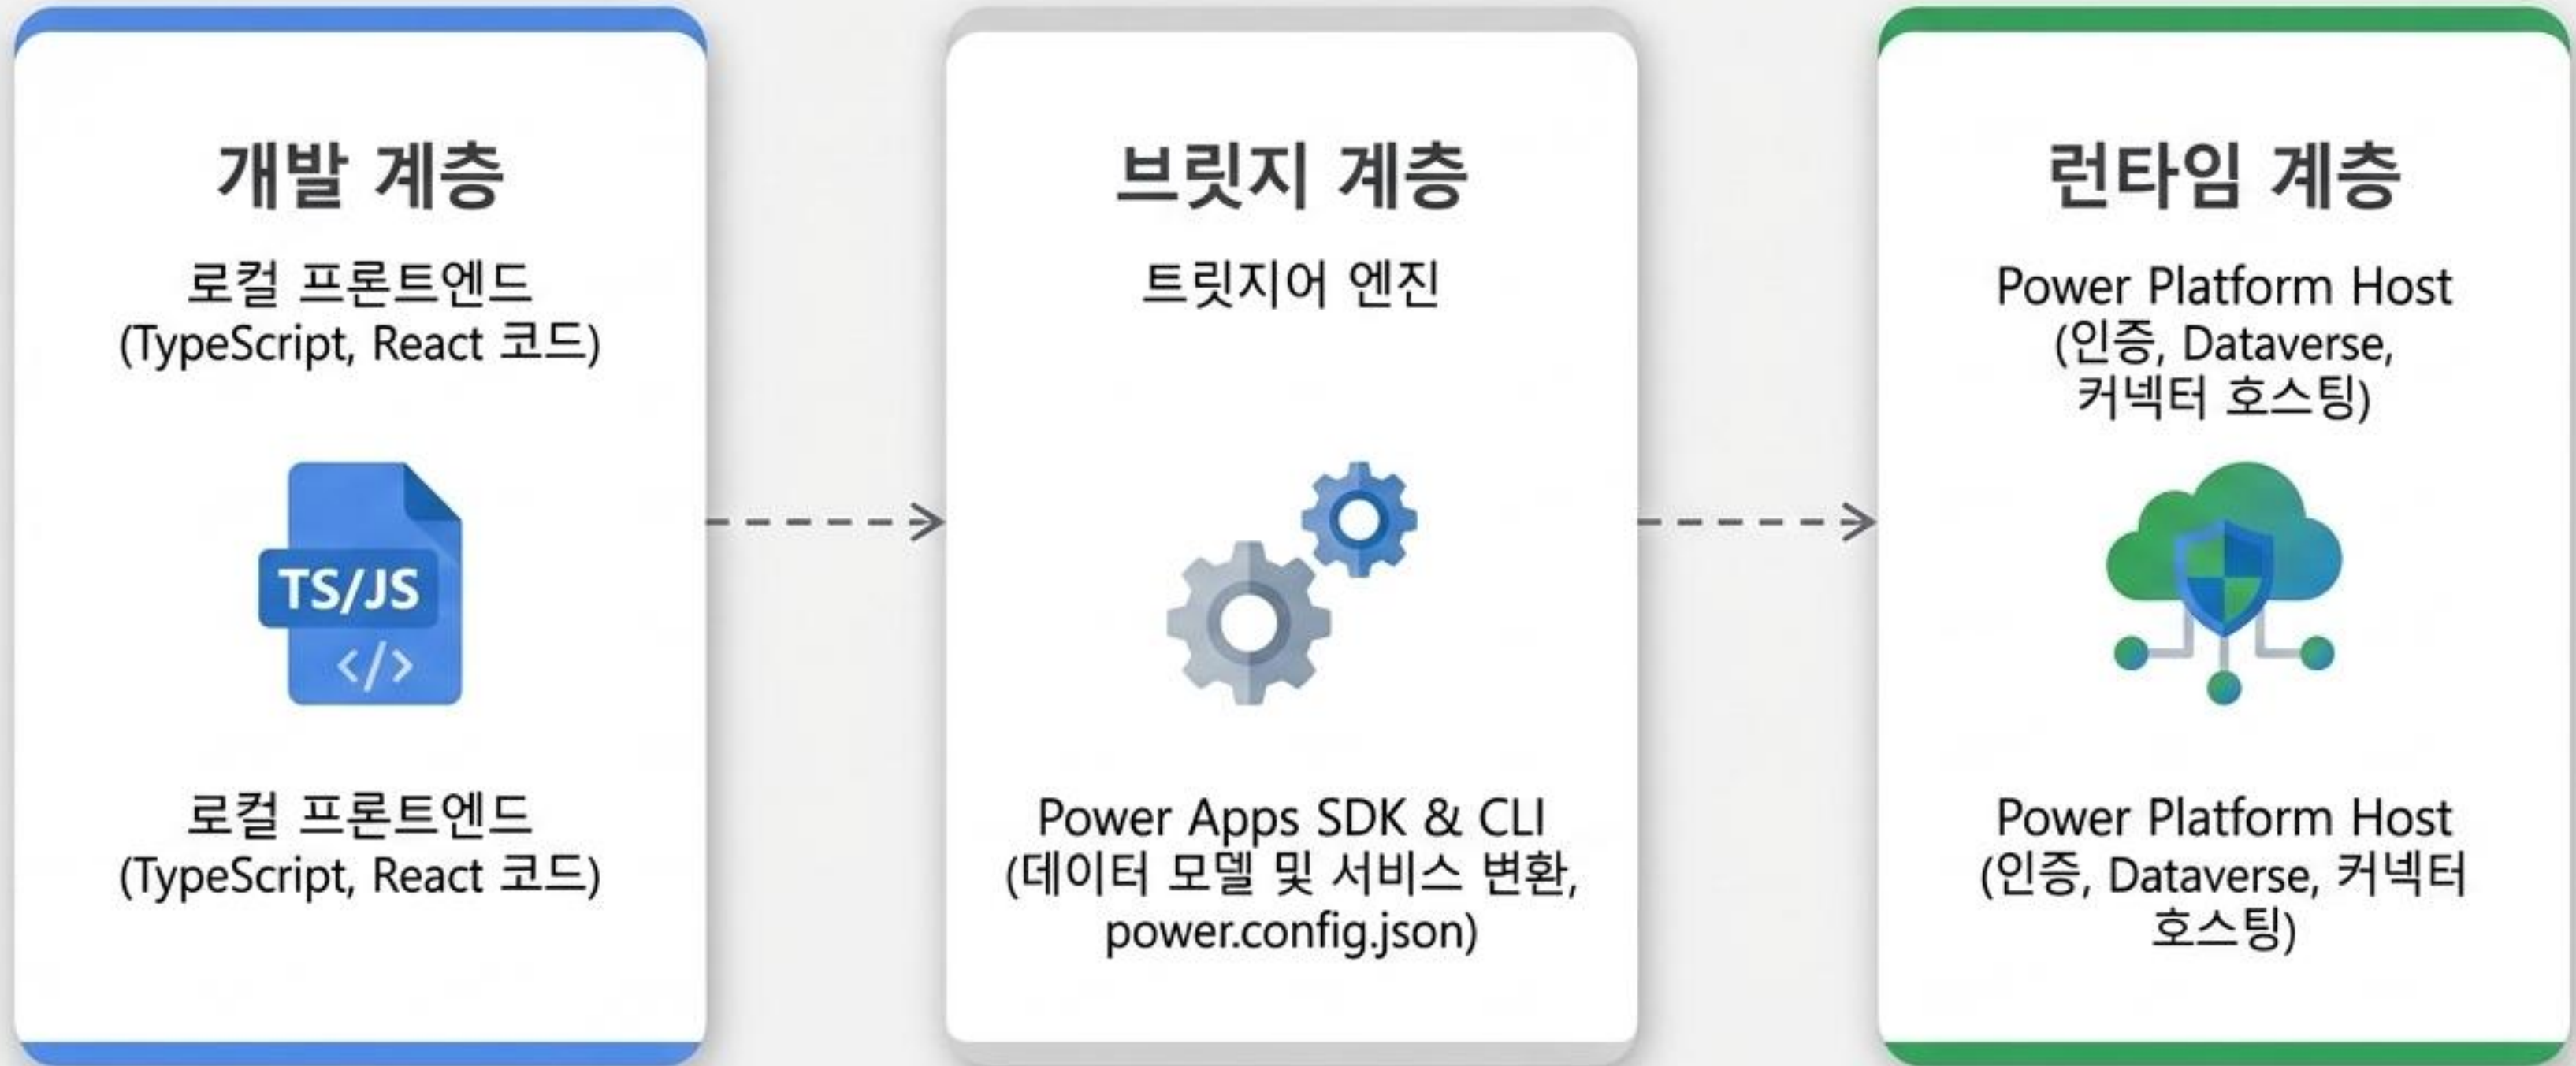 개발 계층
로컬 프론트엔드
(TypeScript, React 코드)
TS/JS
</>
로컬 프론트엔드
(TypeScript, React 코드)
브릿지 계층
트릿지어 엔진
Power Apps SDK & CLI
(데이터 모델 및 서비스 변환,
power.config.json)
런타임 계층
Power Platform Host
(인증, Dataverse,
커넥터 호스팅)
Power Platform Host
(인증, Dataverse, 커넥터
호스팅)